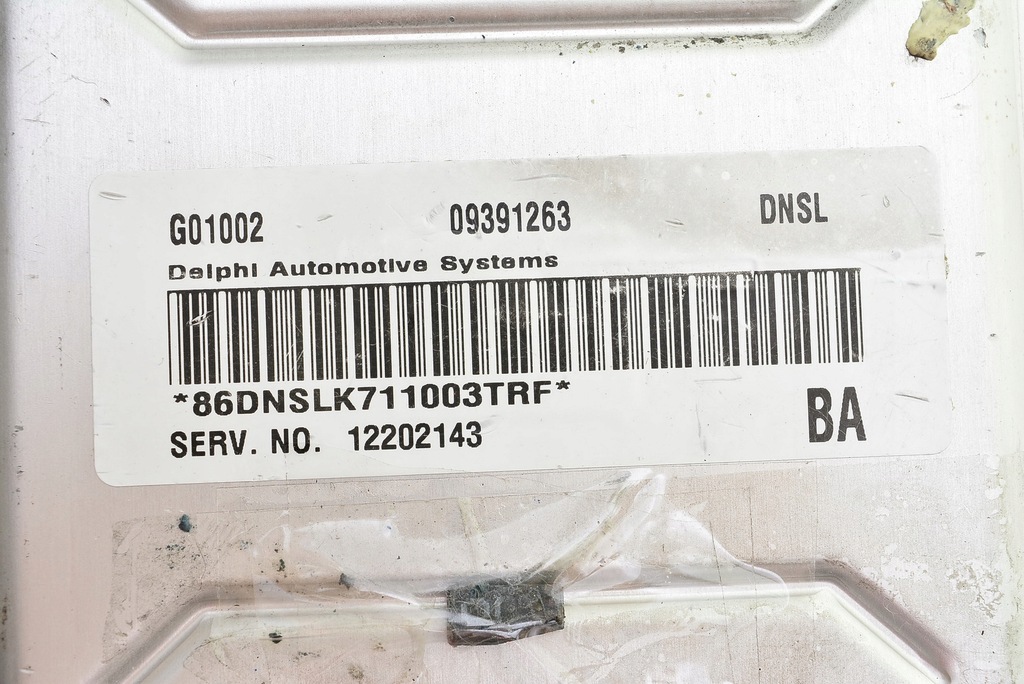 G01002 09391263 DNSL
Delphi Automotive Systems
*86DNSLK711003TRF*
SERV. NO. 12202143 BA